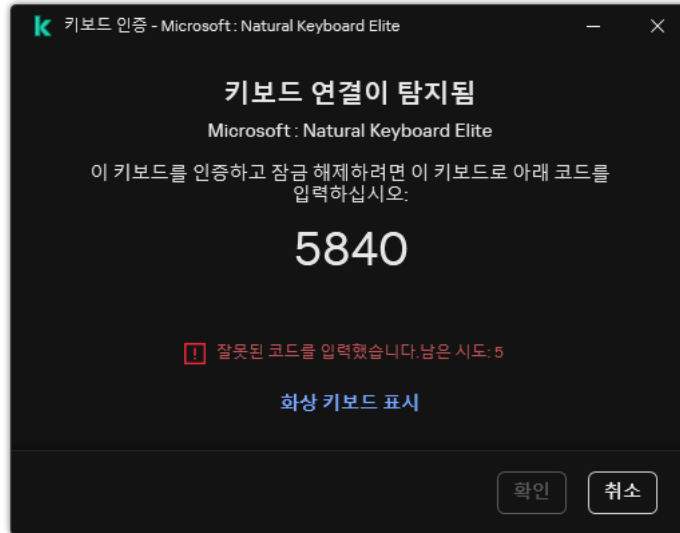 키보드 인증 - Microsoft : Natural Keyboard Elite
키보드 연결이 탐지됨
Microsoft : Natural Keyboard Elite
이 키보드를 인증하고 잠금 해제하려면 이 키보드로 아래 코드를
입력하십시오:
5840
잘못된 코드를 입력했습니다.남은 시도: 5
화상 키보드 표시
확인 취소